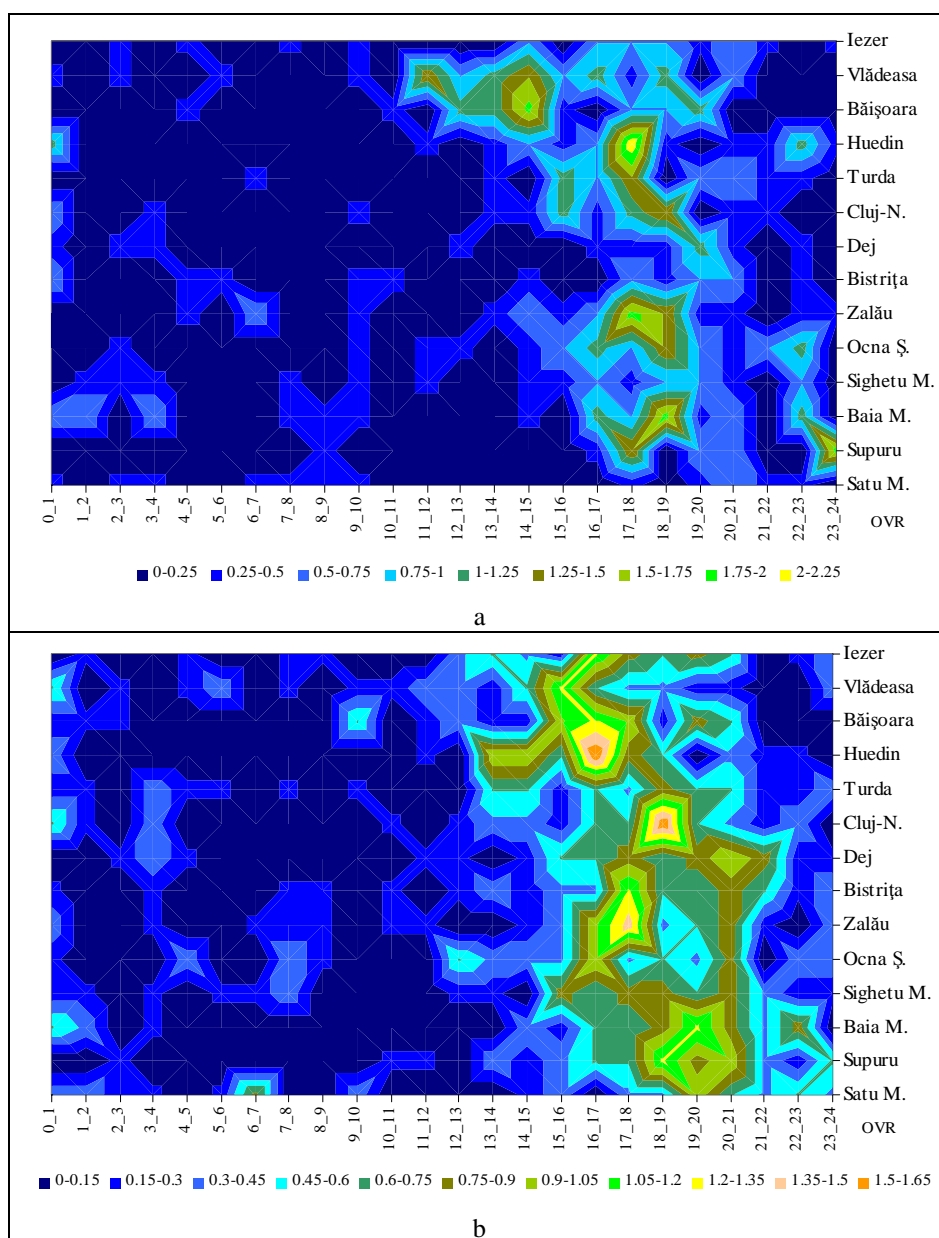 Iezer
Vlădeasa
Băişoara
Huedin
Turda
Cluj-N.
Dej
Bistriţa
Zalău
Ocna Ş.
Sighetu M.
Baia M.
Supuru
Satu M.
0_1 1_2 2_3 3_4 4_5 5_6 6_7 7_8 8_9 9_10 10_11 11_12 12_13 13_14 14_15 15_16 16_17 17_18 18_19 19_20 20_21 21_22 22_23 23_24
OVR
0-0.25 0.25-0.5 0.5-0.75 0.75-1 1-1.25 1.25-1.5 1.5-1.75 1.75-2 2-2.25
a
Iezer
Vlădeasa
Băişoara
Huedin
Turda
Cluj-N.
Dej
Bistriţa
Zalău
Ocna Ş.
Sighetu M.
Baia M.
Supuru
Satu M.
0_1 1_2 2_3 3_4 4_5 5_6 6_7 7_8 8_9 9_10 10_11 11_12 12_13 13_14 14_15 15_16 16_17 17_18 18_19 19_20 20_21 21_22 22_23 23_24
OVR
0-0.15 0.15-0.3 0.3-0.45 0.45-0.6 0.6-0.75 0.75-0.9 0.9-1.05 1.05-1.2 1.2-1.35 1.35-1.5 1.5-1.65
b